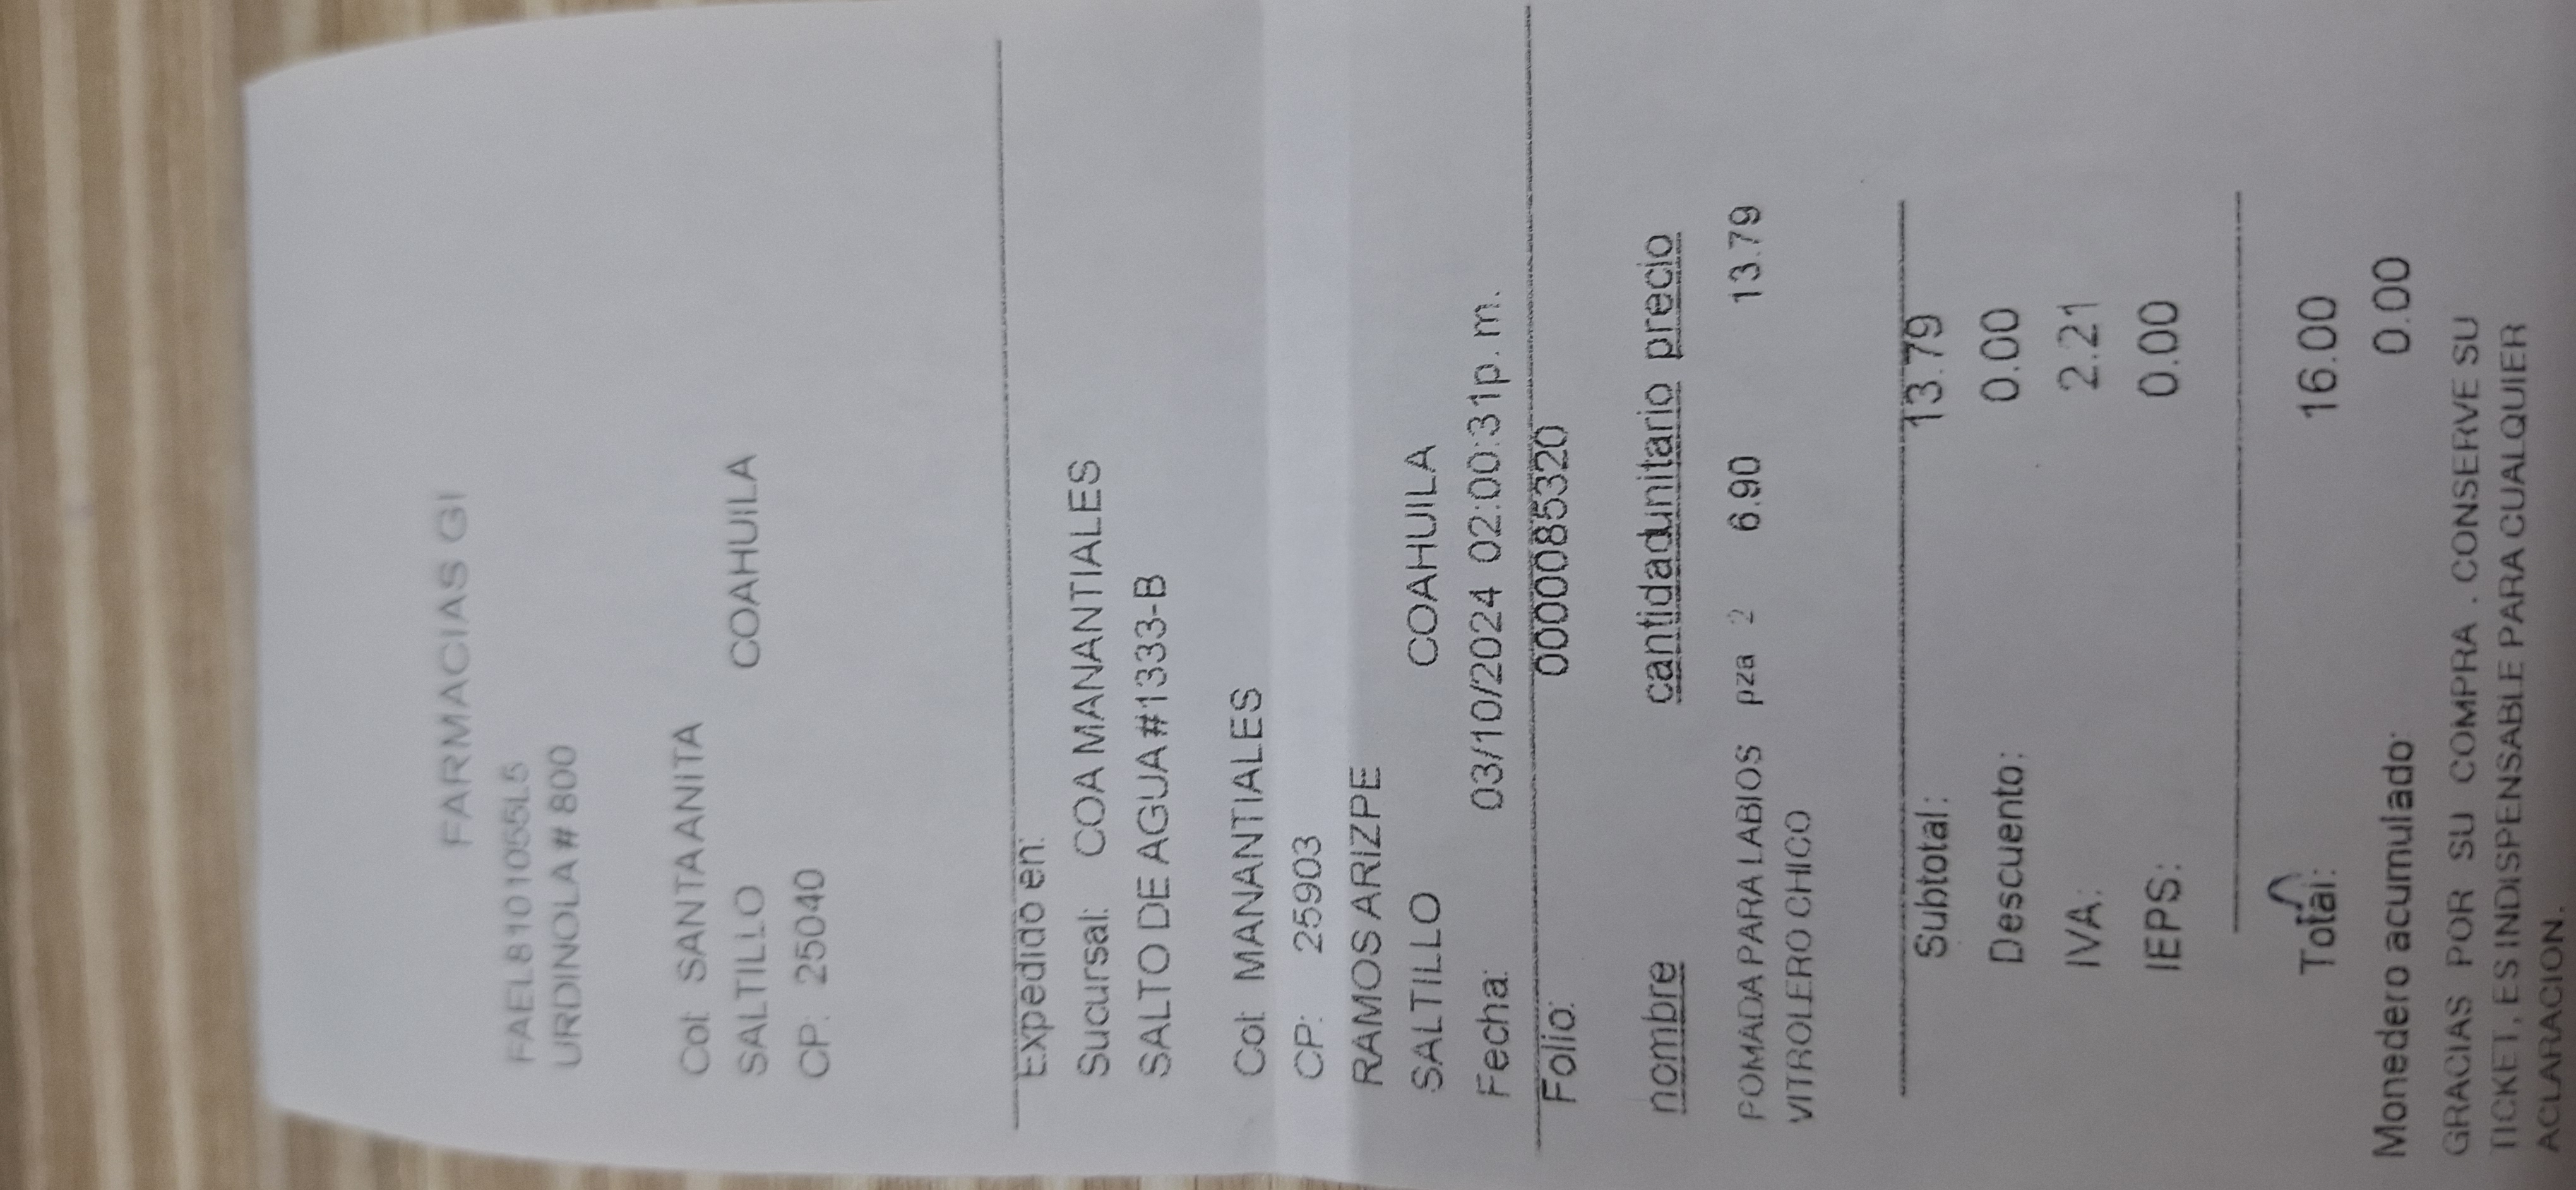 FARMACIAS GI
FAEL8101055L5
URDINOLA # 800
Col: SANTA ANITA
SALTILLO COAHUILA
CP: 25040
Expedido en:
Sucursal: COA MANANTIALES
SALTO DE AGUA #1333-B
Col: MANANTIALES
CP: 25903
RAMOS ARIZPE
SALTILLO COAHUILA
Fecha: 03/10/2024 02:00:31p.m.
Folio: 0000085320
nombre cantidadunitario precio
POMADA PARA LABIOS pza 2 6.90 13.79
VITROLERO CHICO
Subtotal: 13.79
Descuento: 0.00
IVA: 2.21
IEPS: 0.00
Total: 16.00
Monedero acumulado: 0.00
GRACIAS POR SU COMPRA . CONSERVE SU
TICKET, ES INDISPENSABLE PARA CUALQUIER
ACLARACION.